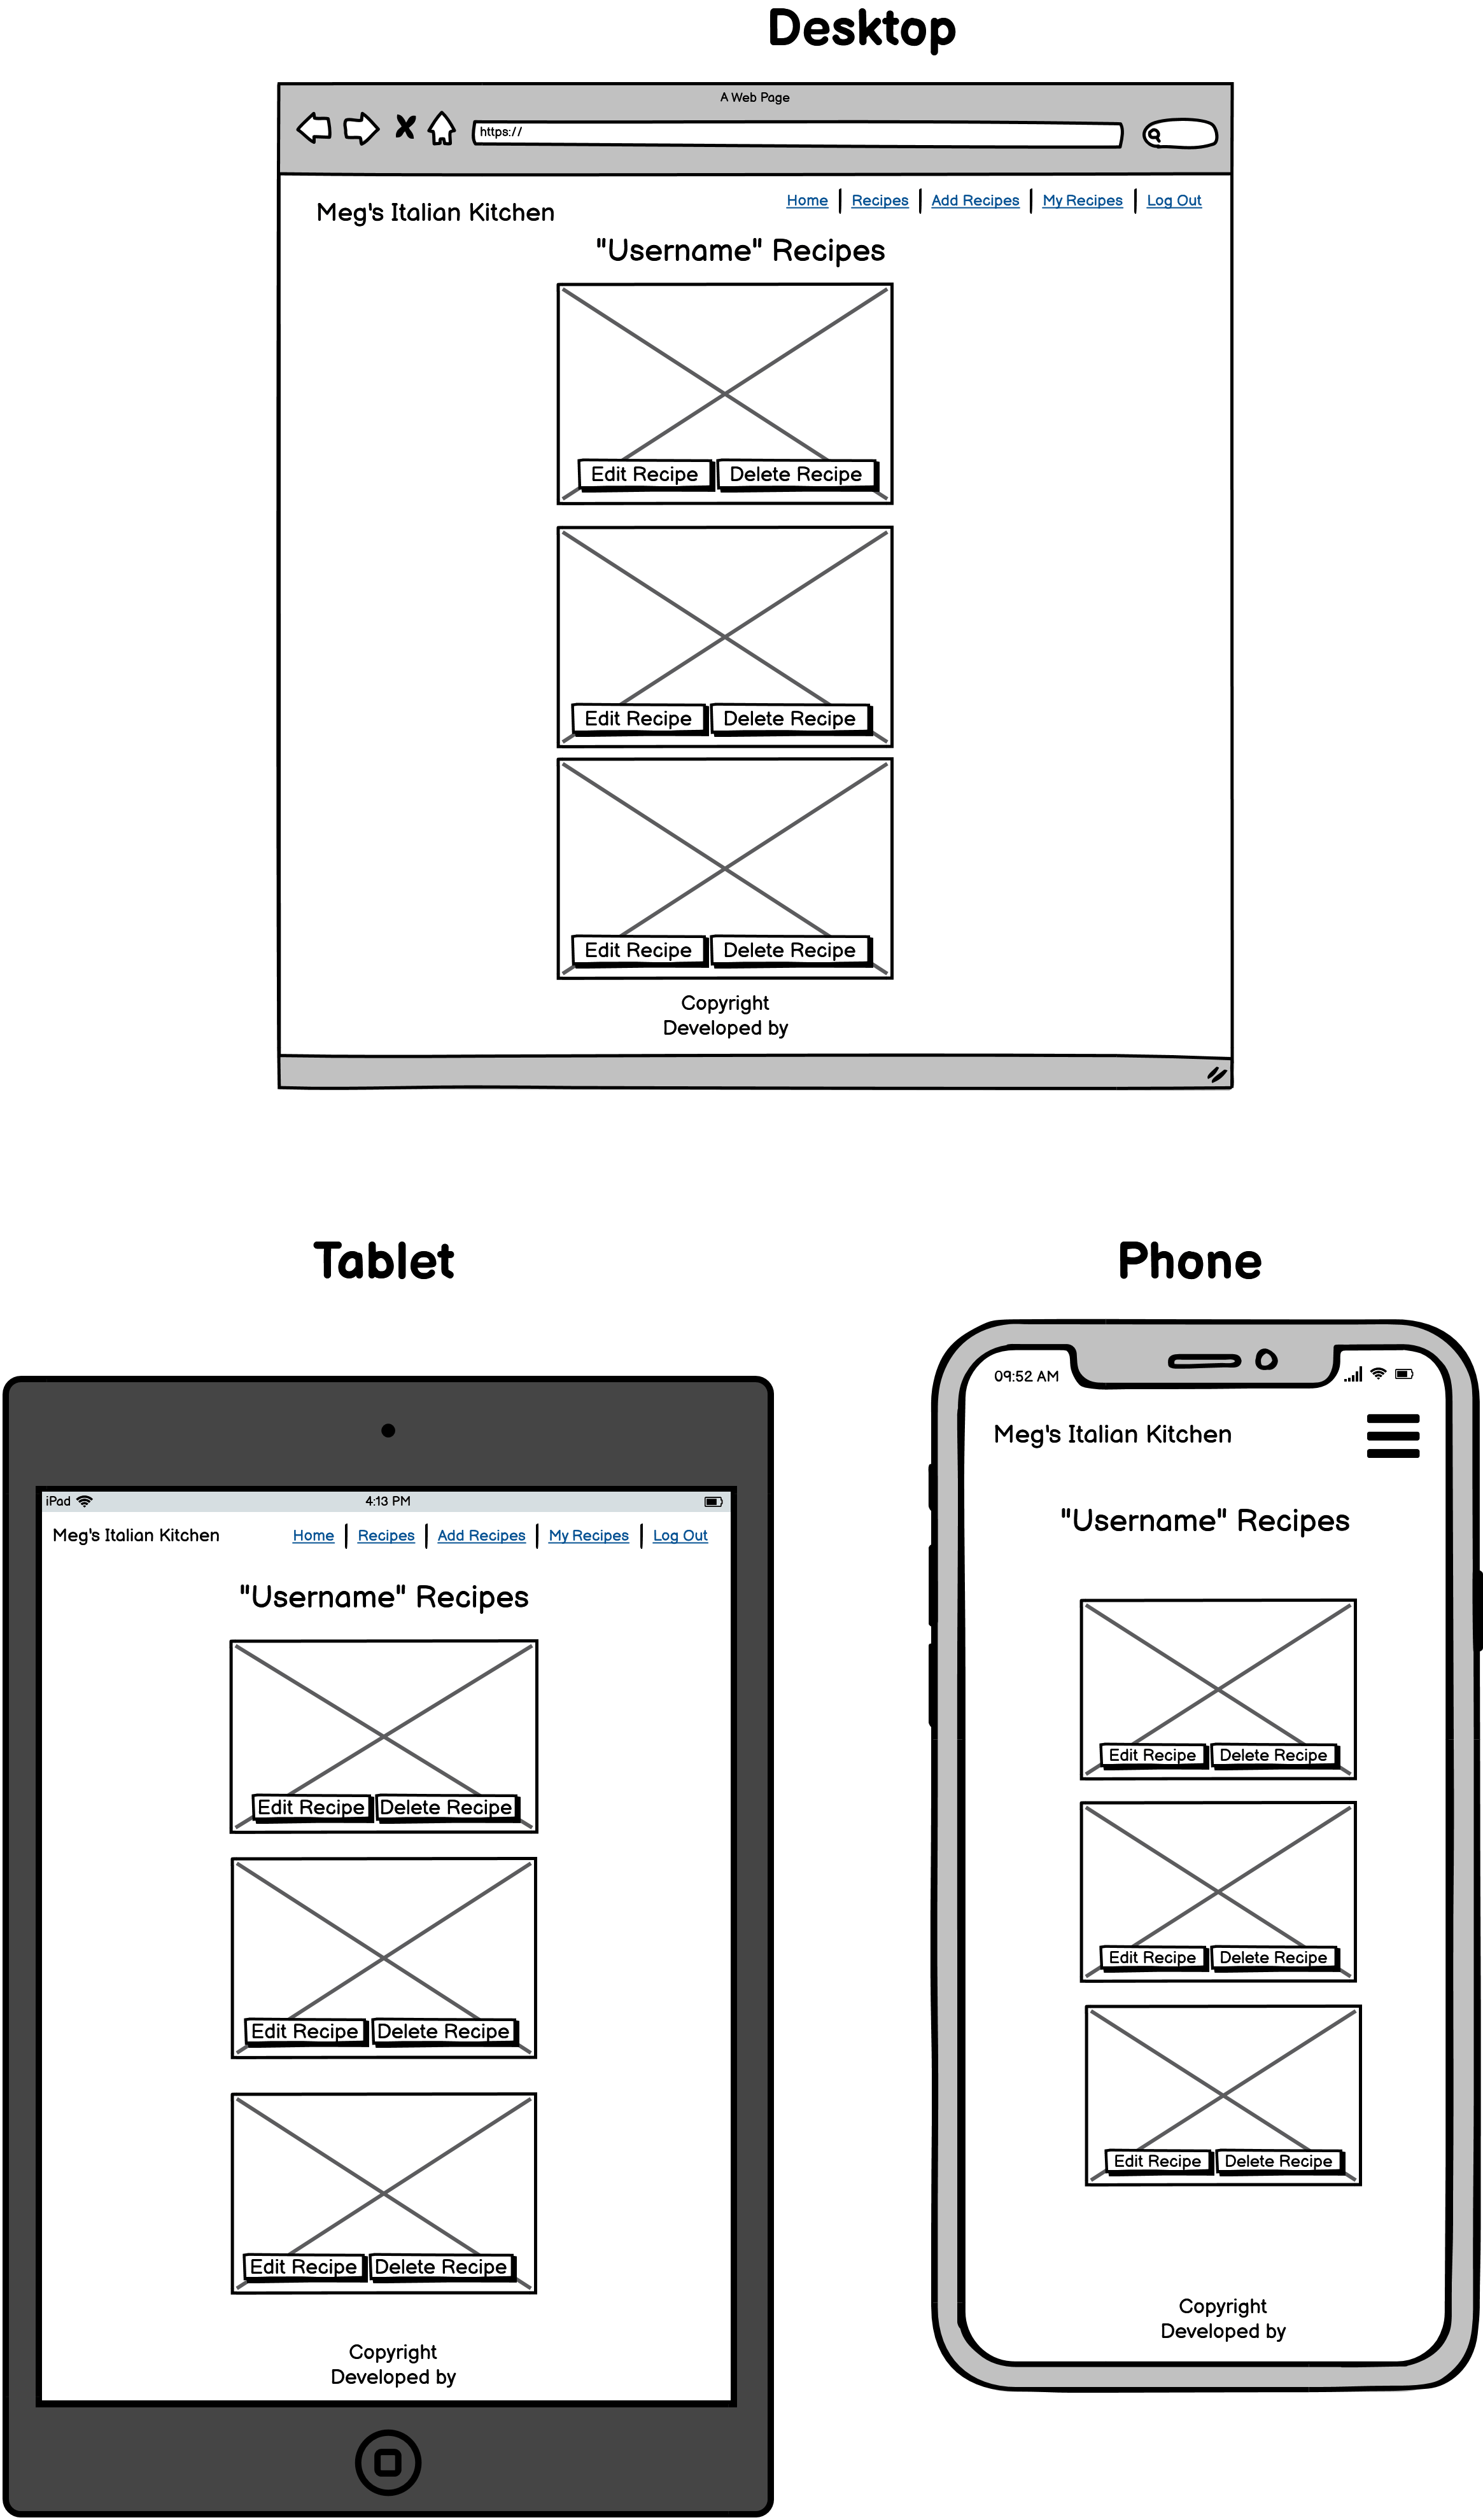 Desktop
A Web Page
https://
Meg's Italian Kitchen
Home Recipes Add Recipes My Recipes Log Out
"Username" Recipes
Edit Recipe Delete Recipe
Edit Recipe Delete Recipe
Edit Recipe Delete Recipe
Copyright
Developed by
Tablet
iPad 4:13 PM
Meg's Italian Kitchen Home Recipes Add Recipes My Recipes Log Out
"Username" Recipes
Edit Recipe Delete Recipe
Edit Recipe Delete Recipe
Edit Recipe Delete Recipe
Copyright
Developed by
Phone
09:52 AM
Meg's Italian Kitchen
"Username" Recipes
Edit Recipe Delete Recipe
Edit Recipe Delete Recipe
Edit Recipe Delete Recipe
Copyright
Developed by